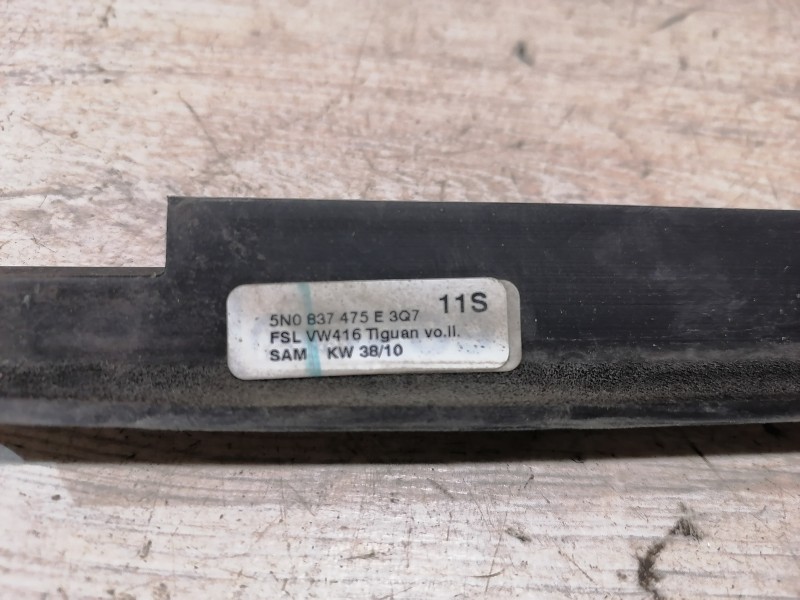 11S
5N0 837 475 E 3Q7
FSL VW416 Tiguan vo.li.
SAM KW 38/10